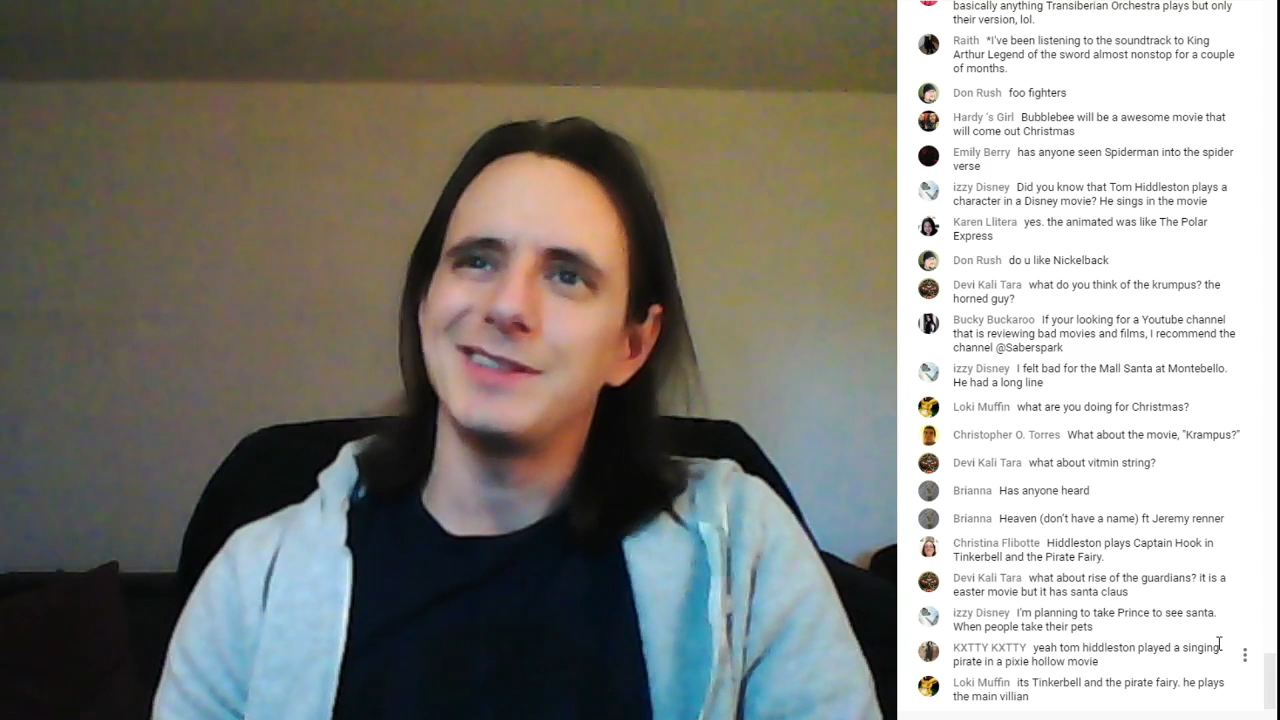 basically anything Transiberian Orchestra plays but only
their version, lol.
Raith *I've been listening to the soundtrack to King
Arthur Legend of the sword almost nonstop for a couple
of months.
Don Rush foo fighters
Hardy 's Girl Bubblebee will be a awesome movie that
will come out Christmas
Emily Berry has anyone seen Spiderman into the spider
verse
izzy Disney Did you know that Tom Hiddleston plays a
character in a Disney movie? He sings in the movie
Karen Llitera yes. the animated was like The Polar
Express
Don Rush do u like Nickelback
Devi Kali Tara what do you think of the krumpus? the
horned guy?
Bucky Buckaroo If your looking for a Youtube channel
that is reviewing bad movies and films, I recommend the
channel @Saberspark
izzy Disney I felt bad for the Mall Santa at Montebello.
He had a long line
Loki Muffin what are you doing for Christmas?
Christopher O. Torres What about the movie, "Krampus?"
Devi Kali Tara what about vitmin string?
Brianna Has anyone heard
Brianna Heaven (don't have a name) ft Jeremy renner
Christina Flibotte Hiddleston plays Captain Hook in
Tinkerbell and the Pirate Fairy.
Devi Kali Tara what about rise of the guardians? it is a
easter movie but it has santa claus
izzy Disney I'm planning to take Prince to see santa.
When people take their pets
KXTTY KXTTY yeah tom hiddleston played a singing
pirate in a pixie hollow movie
Loki Muffin its Tinkerbell and the pirate fairy. he plays
the main villian